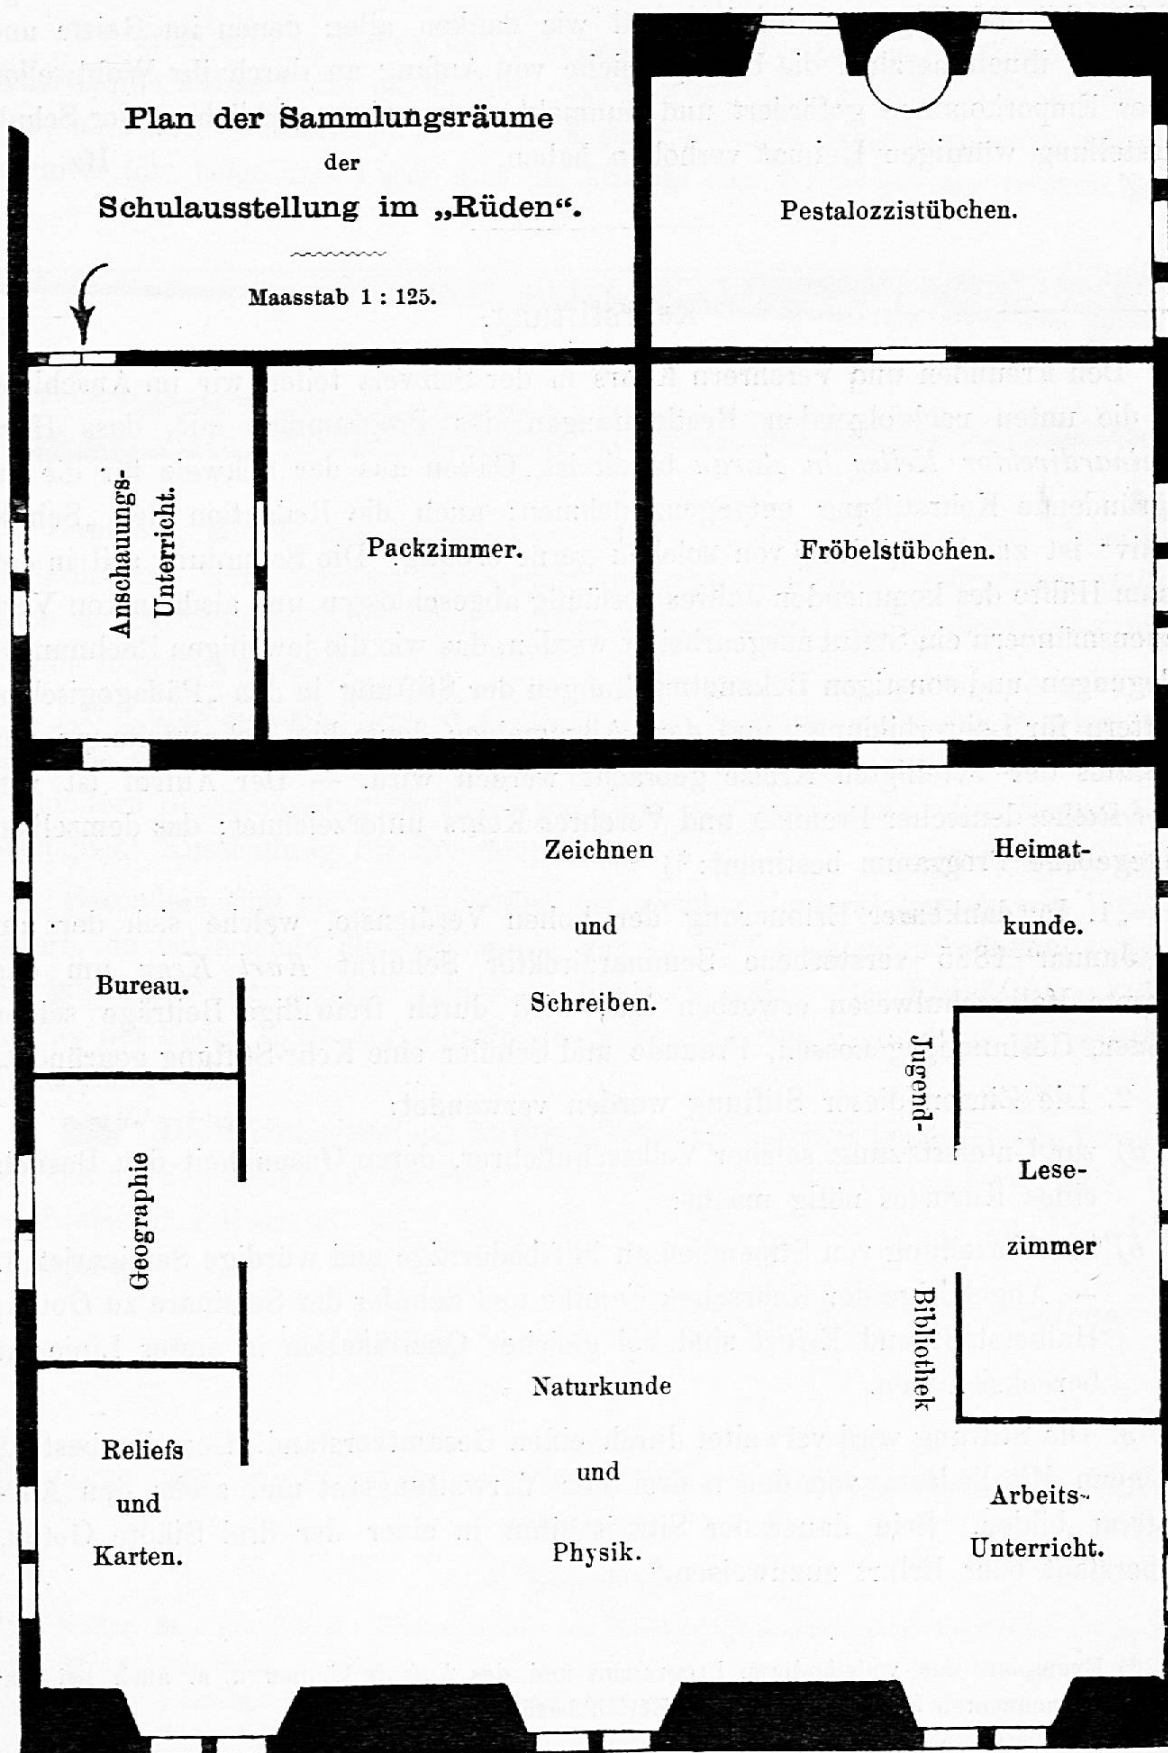 Plan der Sammlungsräume
der
Schulausstellung im „Rüden“.
Maasstab 1 : 125.
Pestalozzistübchen.
Anschauungs-
Unterricht.
Packzimmer.
Fröbelstübchen.
Zeichnen
und
Schreiben.
Heimat-
kunde.
Bureau.
Jugend-
Bibliothek
Lese-
zimmer
Geographie
Reliefs
und
Karten.
Naturkunde
und
Physik.
Arbeits-
Unterricht.